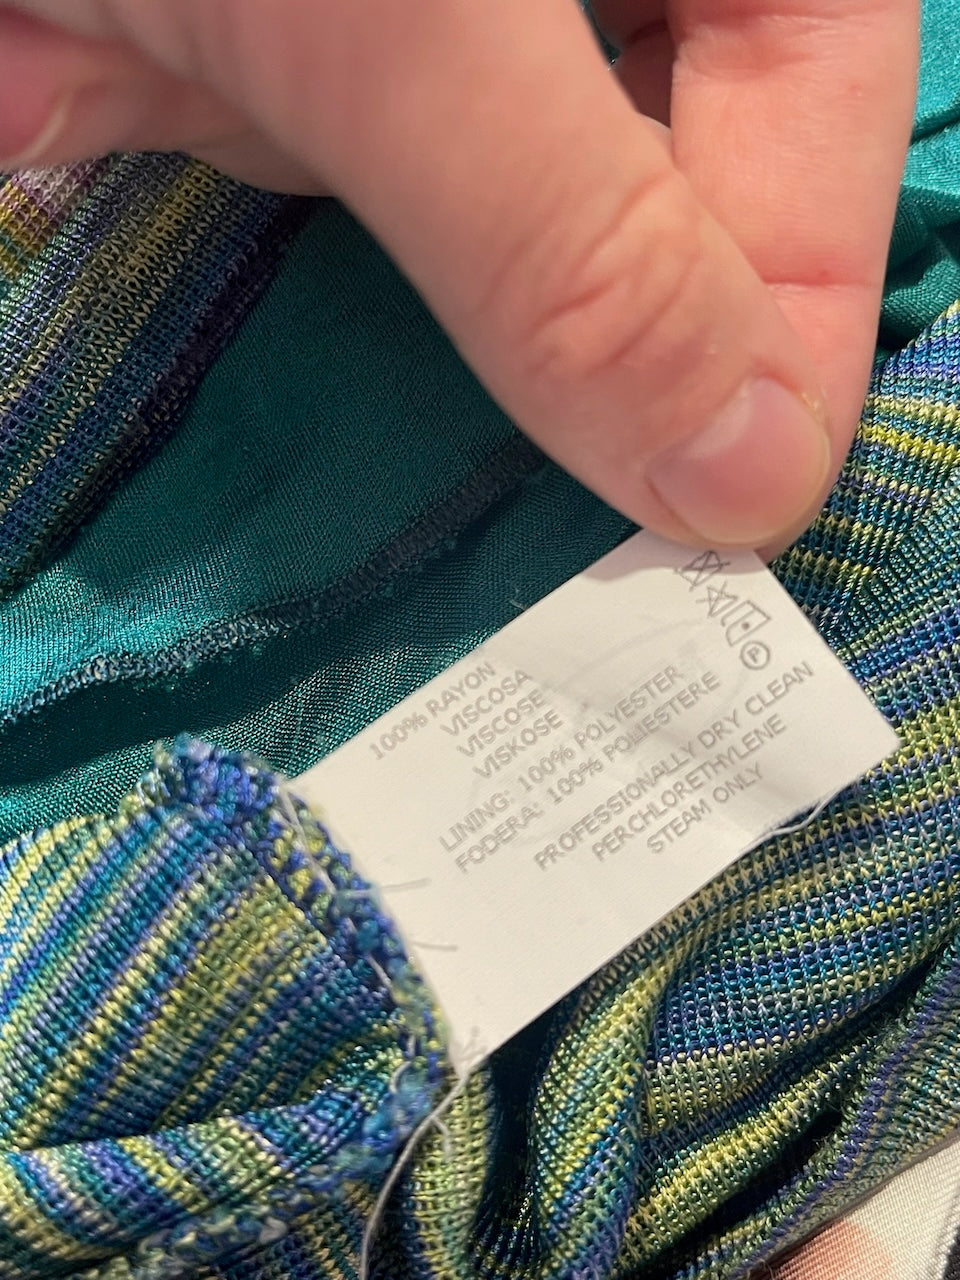 P
100% RAYON
VISCOSA
VISCOSE
VISKOSE
LINING: 100% POLYESTER
FODERA: 100% POLIESTERE
PROFESSIONALLY DRY CLEAN
PERCHLORETHYLENE
STEAM ONLY